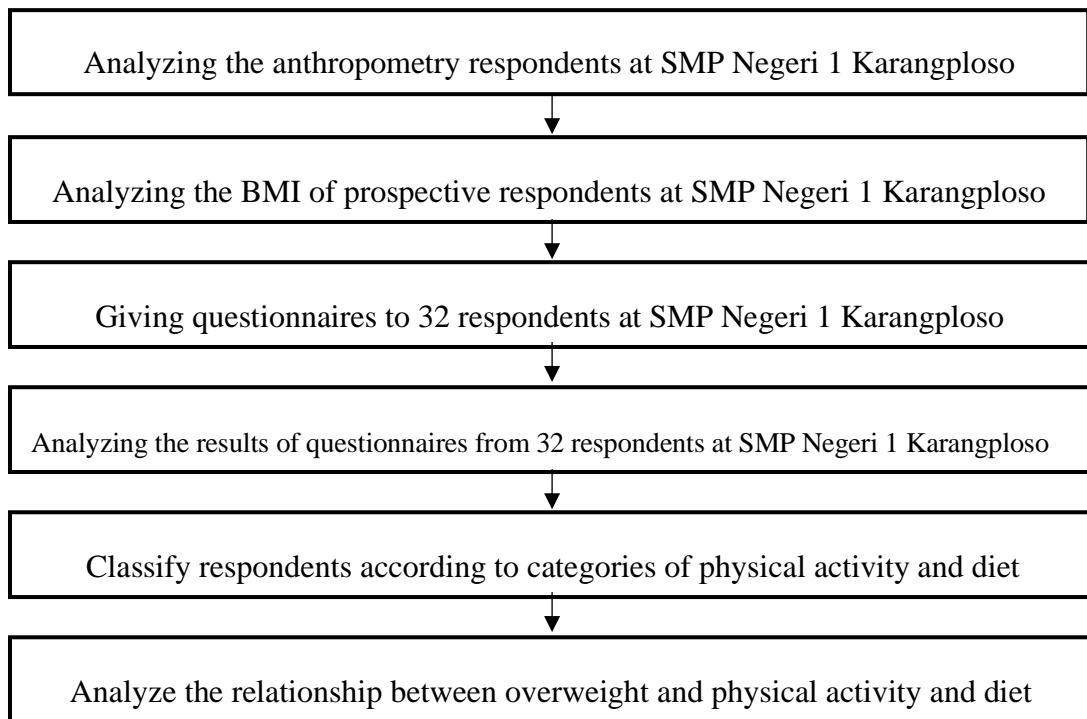 Analyzing the anthropometry respondents at SMP Negeri 1 Karangploso
Analyzing the BMI of prospective respondents at SMP Negeri 1 Karangploso
Giving questionnaires to 32 respondents at SMP Negeri 1 Karangploso
Analyzing the results of questionnaires from 32 respondents at SMP Negeri 1 Karangploso
Classify respondents according to categories of physical activity and diet
Analyze the relationship between overweight and physical activity and diet